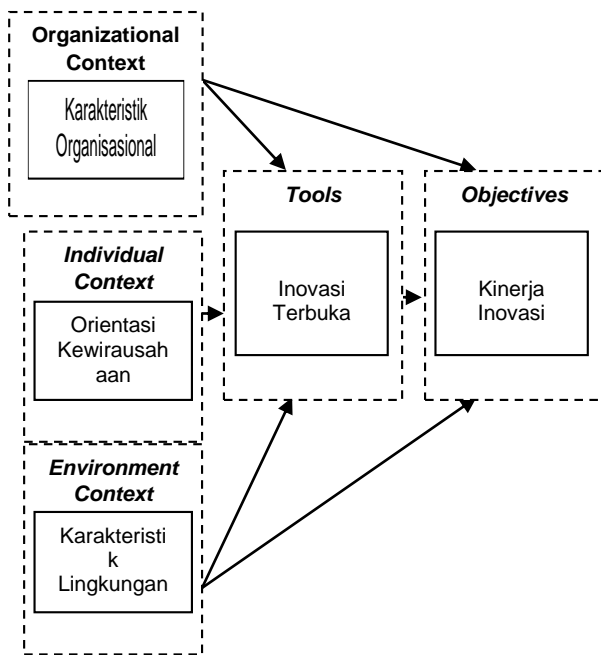 Organizational
Context
Karakteristik
Organisasional
Tools
Objectives
Individual
Context
Orientasi
Kewirausah
aan
Inovasi
Terbuka
Kinerja
Inovasi
Environment
Context
Karakteristi
k
Lingkungan